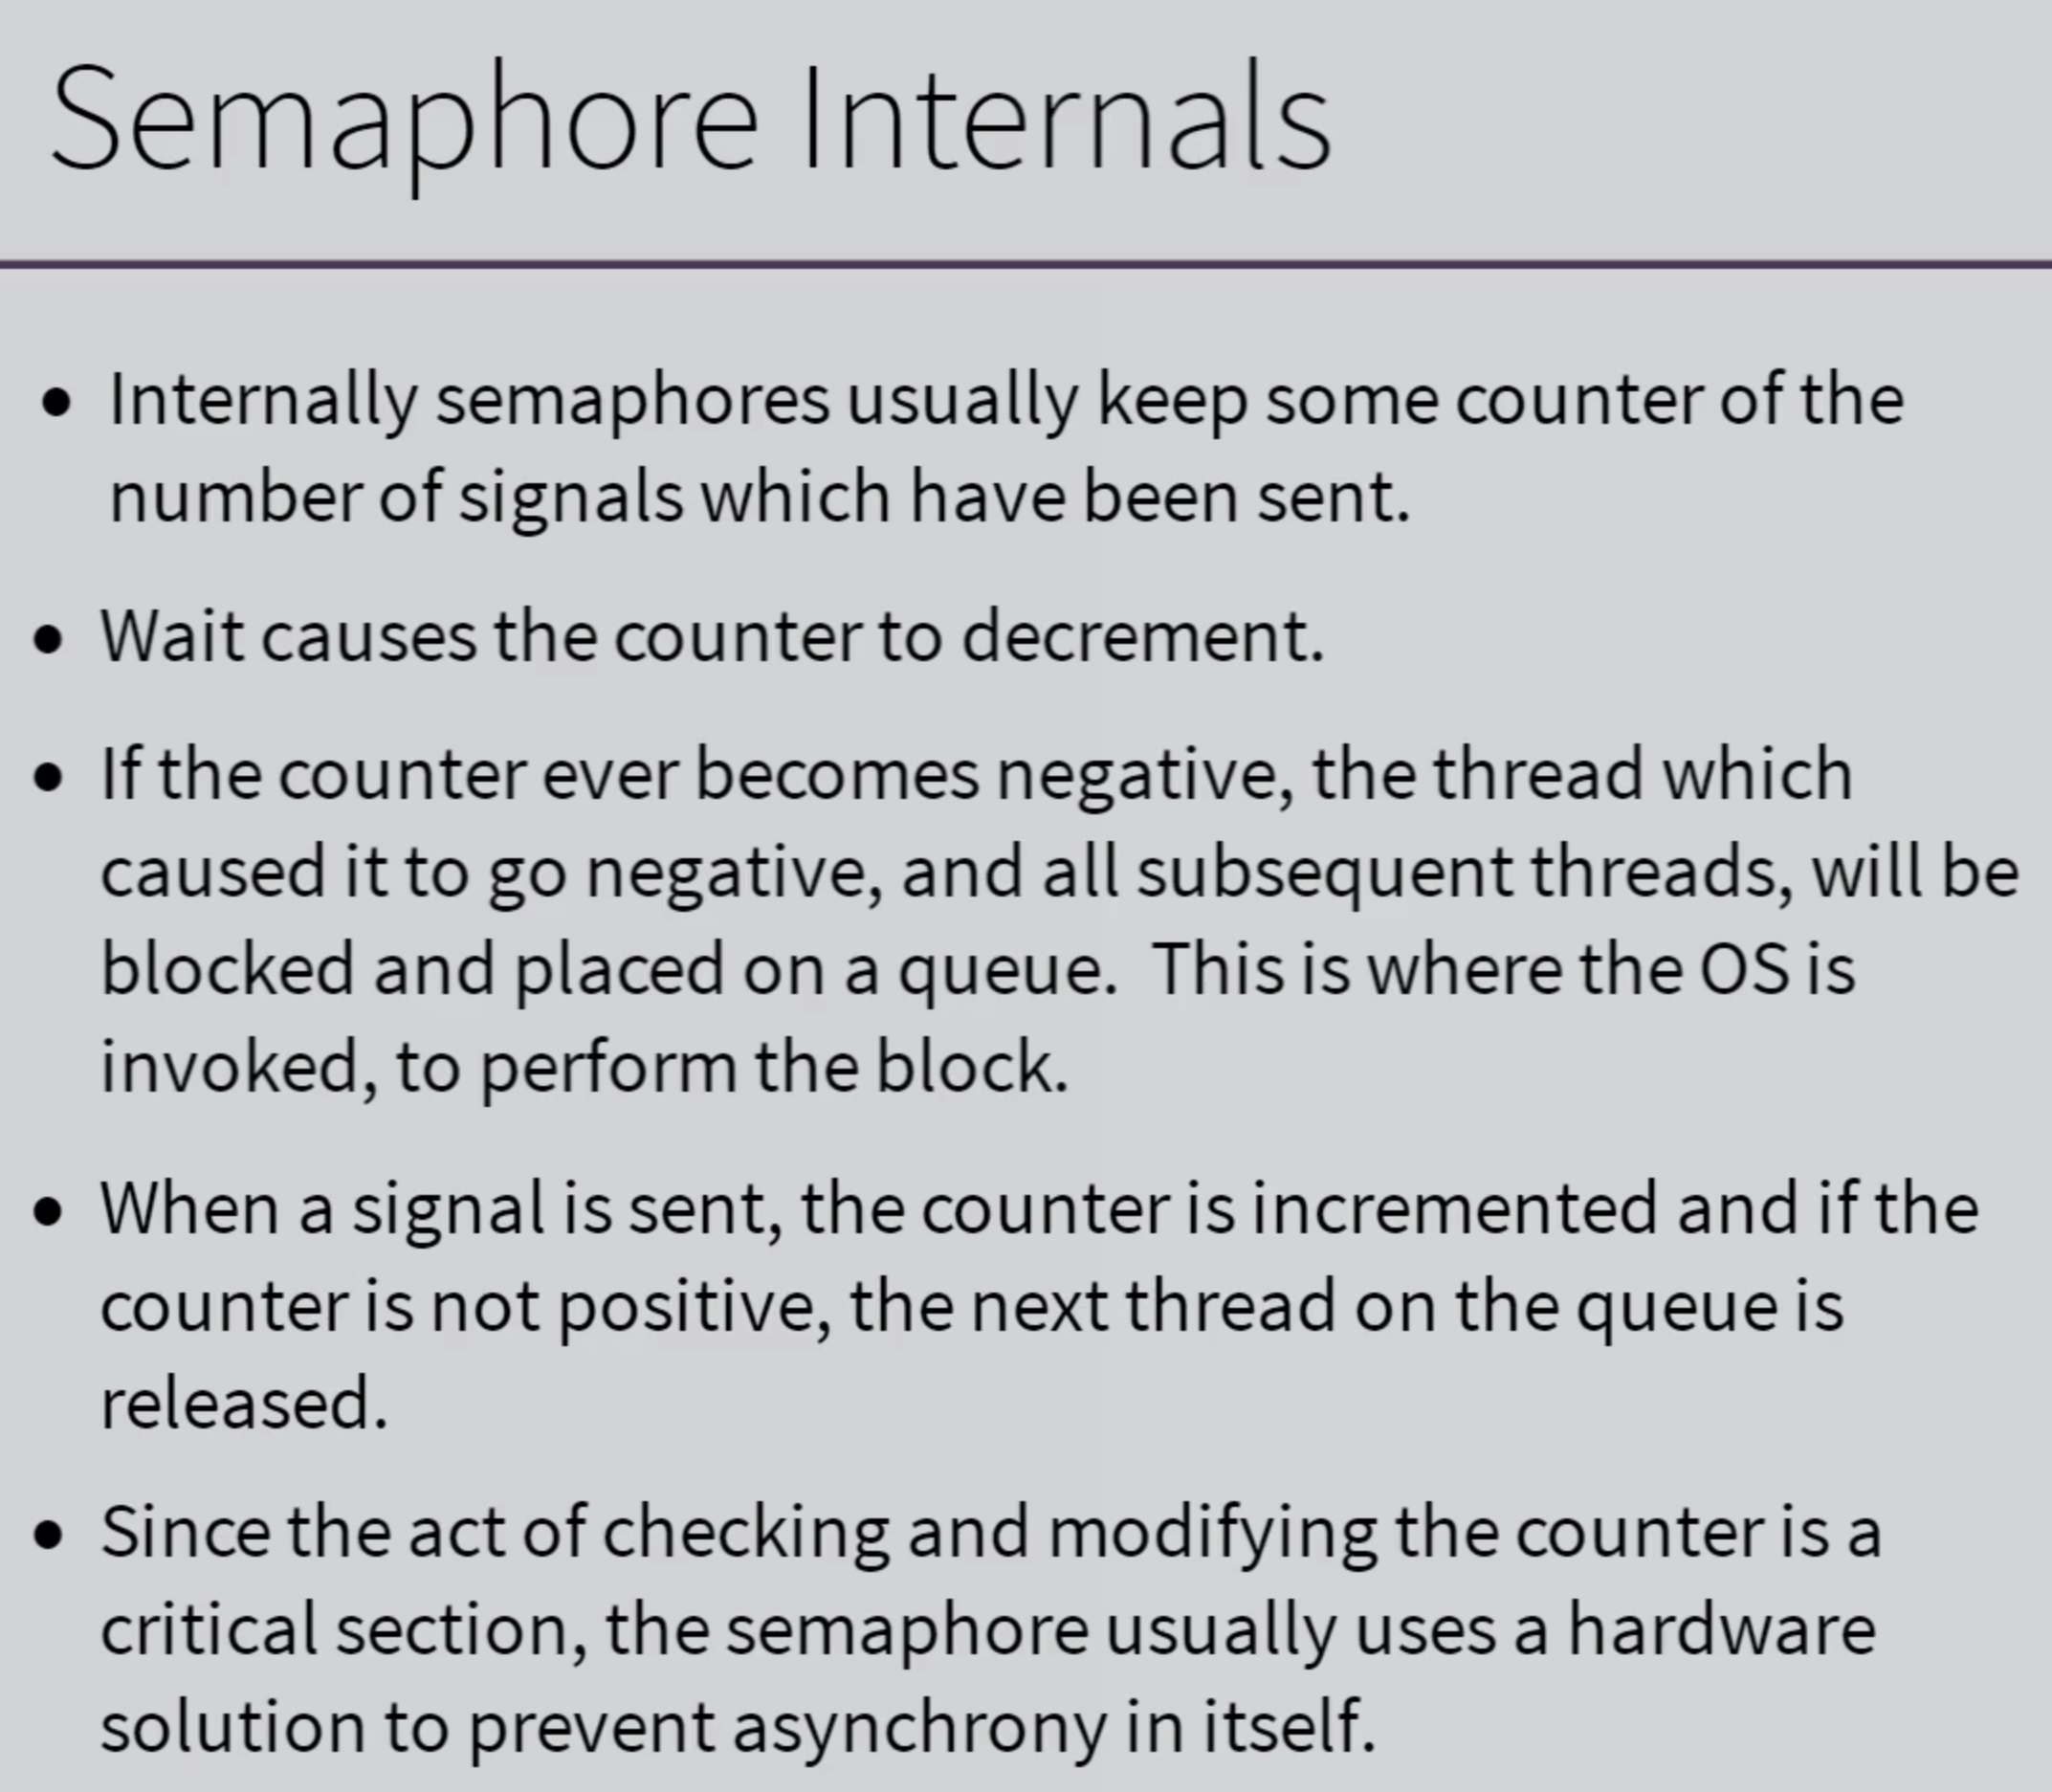 Semaphore Internals
• Internally semaphores usually keep some counter of the
number of signals which have been sent.
• Wait causes the counter to decrement.
• If the counter ever becomes negative, the thread which
caused it to go negative, and all subsequent threads, will be
blocked and placed on a queue.  This is where the OS is
invoked, to perform the block.
• When a signal is sent, the counter is incremented and if the
counter is not positive, the next thread on the queue is
released.
• Since the act of checking and modifying the counter is a
critical section, the semaphore usually uses a hardware
solution to prevent asynchrony in itself.